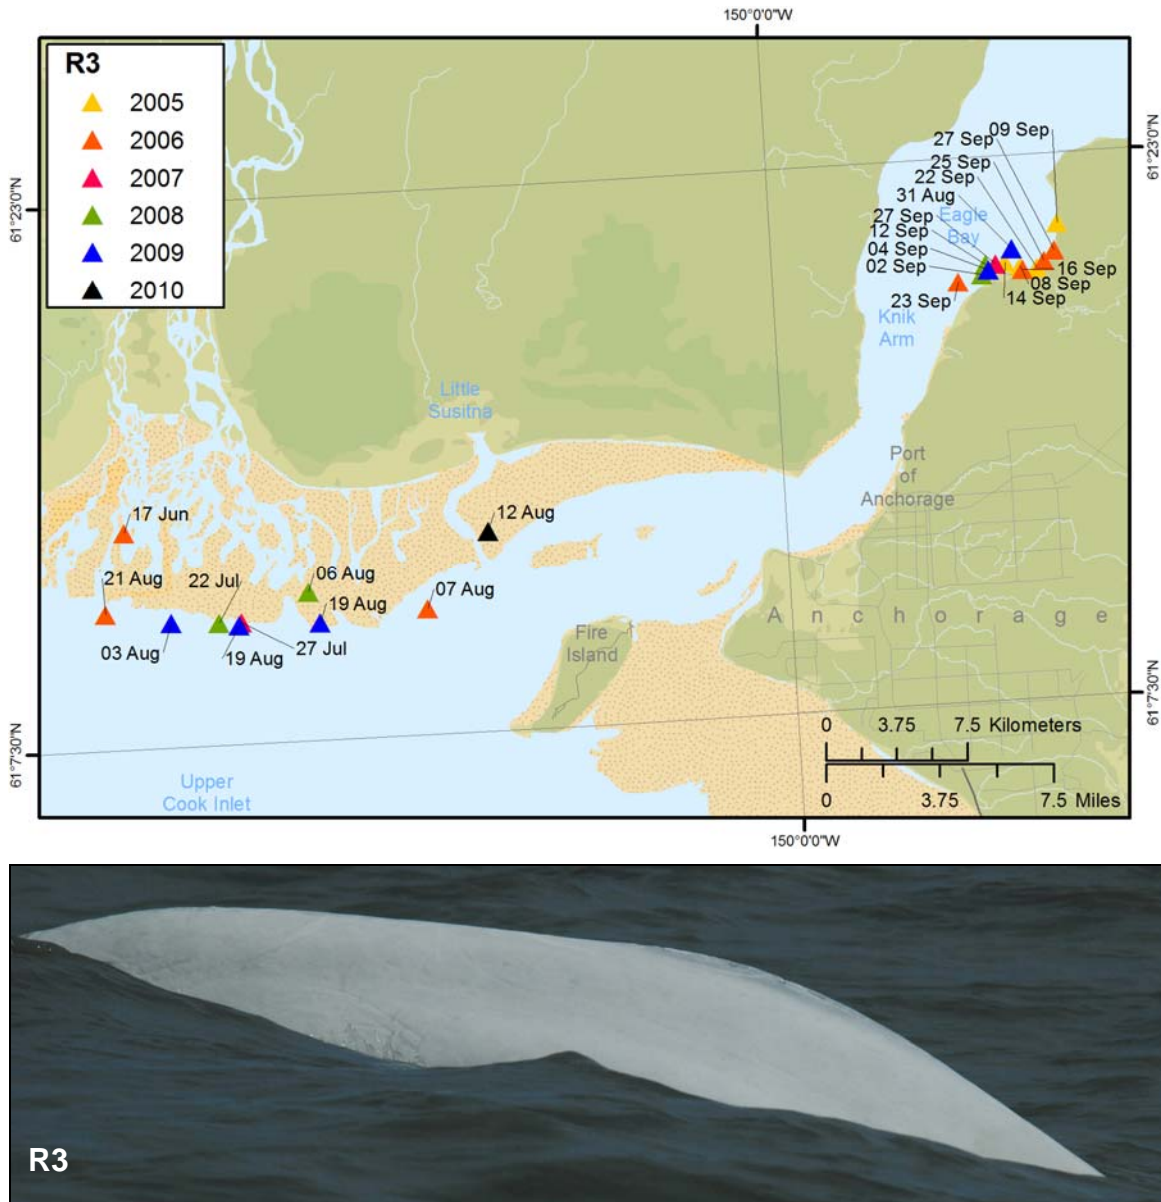 150°0'0"W
R3
2005
2006
2007
2008
2009
2010
61°23'0"N
61°23'0"N
09 Sep
27 Sep
25 Sep
22 Sep
31 Aug
27 Sep
12 Sep
04 Sep
02 Sep
23 Sep
Eagle
Bay
16 Sep
08 Sep
14 Sep
Knik
Arm
Little
Susitna
Port
of
Anchorage
17 Jun
12 Aug
21 Aug
22 Jul
06 Aug
19 Aug
07 Aug
03 Aug
19 Aug
27 Jul
Fire
Island
Anchorage
61°7'30"N
61°7'30"N
0 3.75 7.5 Kilometers
0 3.75 7.5 Miles
Upper
Cook Inlet
150°0'0"W
R3